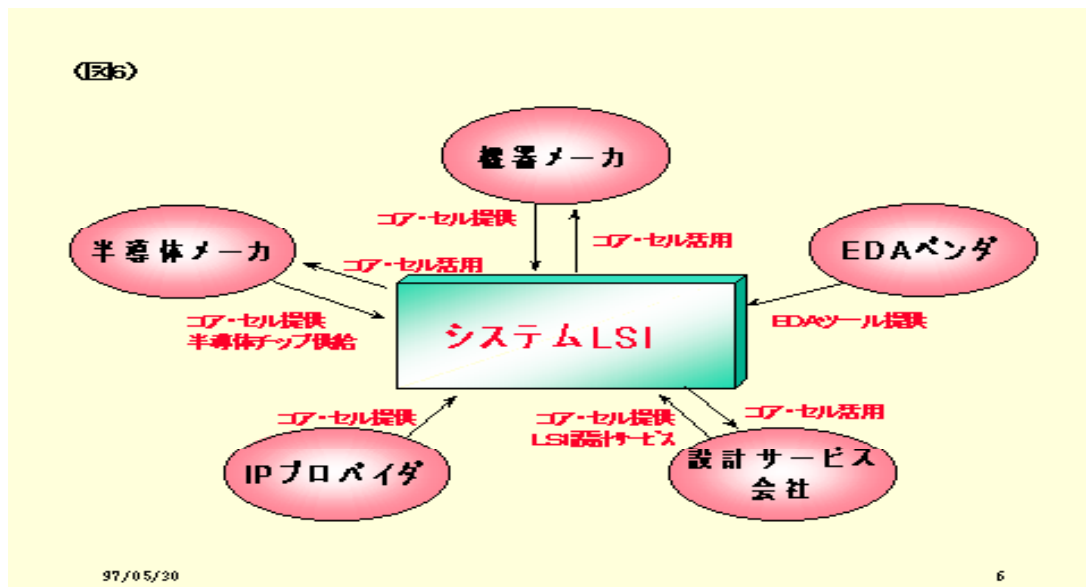 (図6)
機器メーカ
コア・セル提供
コア・セル活用
半導体メーカ
EDAベンダ
コア・セル活用
コア・セル提供
半導体チップ供給
EDAツール提供
システムLSI
コア・セル提供
コア・セル提供
LSI設計サービス
コア・セル活用
IPプロバイダ
設計サービス
会社
97/05/30
6